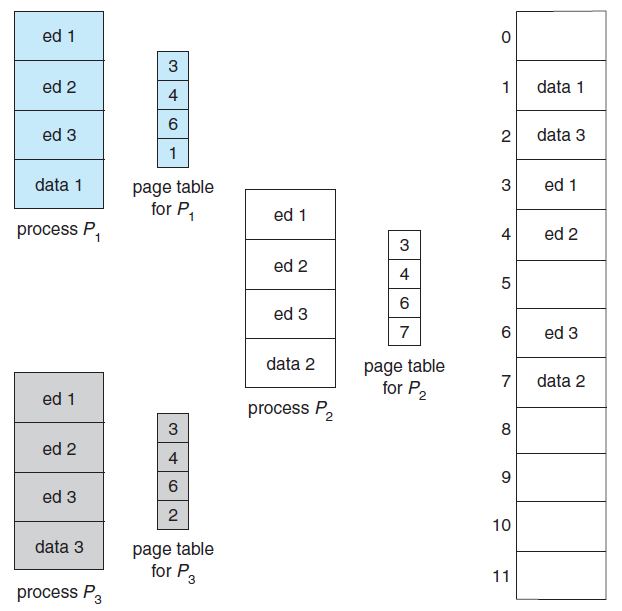 ed 1
ed 2
ed 3
data 1
process P1
3
4
6
1
page table
for P1
ed 1
ed 2
ed 3
data 2
process P2
3
4
6
7
page table
for P2
ed 1
ed 2
ed 3
data 3
process P3
3
4
6
2
page table
for P3
0
1 data 1
2 data 3
3 ed 1
4 ed 2
5
6 ed 3
7 data 2
8
9
10
11